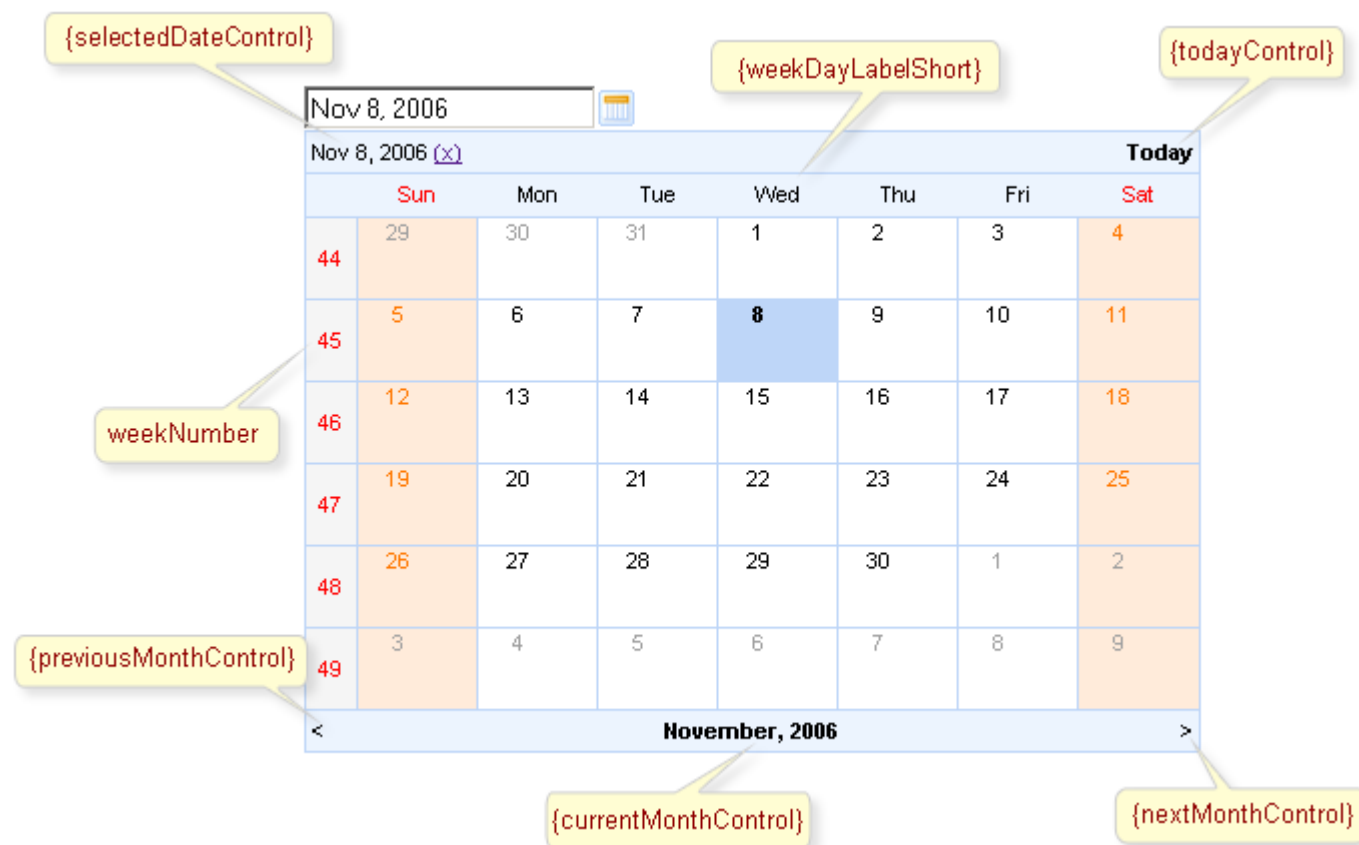 {selectedDateControl}
{weekDayLabelShort}
{todayControl}
Nov 8, 2006
Nov 8, 2006 (x) Today
Sun Mon Tue Wed Thu Fri Sat
44 29 30 31 1 2 3 4
45 5 6 7 8 9 10 11
46 12 13 14 15 16 17 18
weekNumber
47 19 20 21 22 23 24 25
48 26 27 28 29 30 1 2
49 3 4 5 6 7 8 9
{previousMonthControl}
< November, 2006 >
{currentMonthControl}
{nextMonthControl}